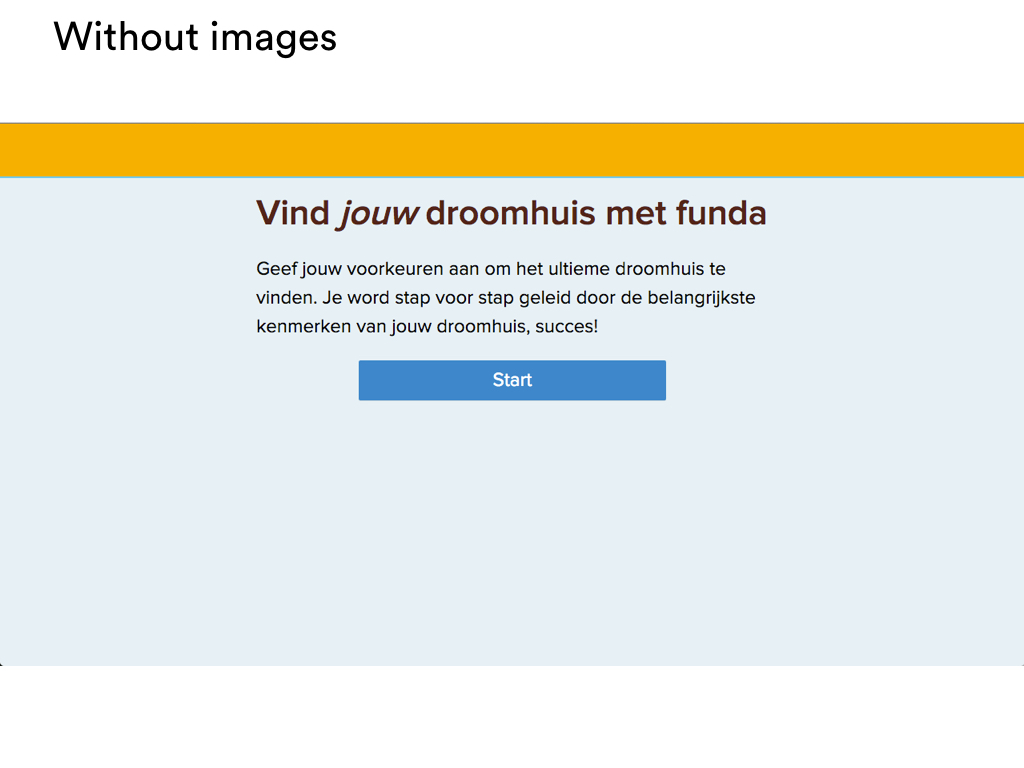 Without images
Vind jouw droomhuis met funda
Geef jouw voorkeuren aan om het ultieme droomhuis te
vinden. Je word stap voor stap geleid door de belangrijkste
kenmerken van jouw droomhuis, succes!
Start